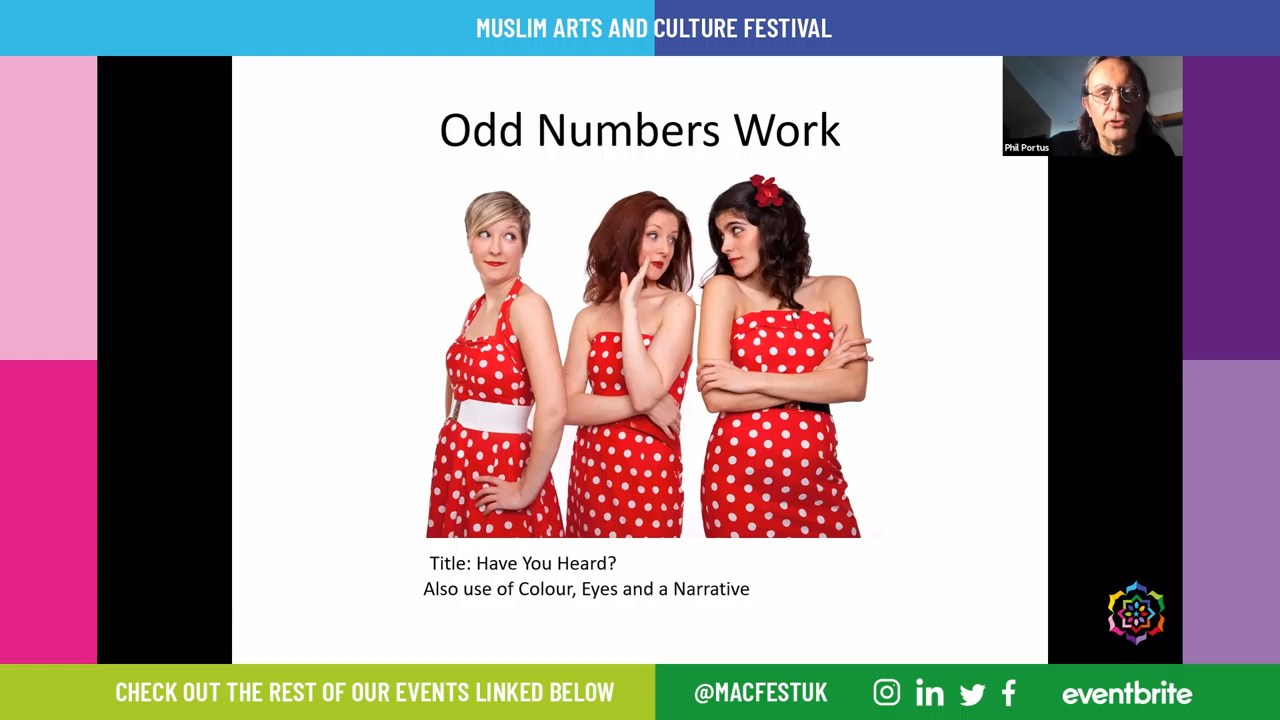 MUSLIM ARTS AND CULTURE FESTIVAL
Odd Numbers Work
Phil Portus
Title: Have You Heard?
Also use of Colour, Eyes and a Narrative
CHECK OUT THE REST OF OUR EVENTS LINKED BELOW
@MACFESTUK
eventbrite